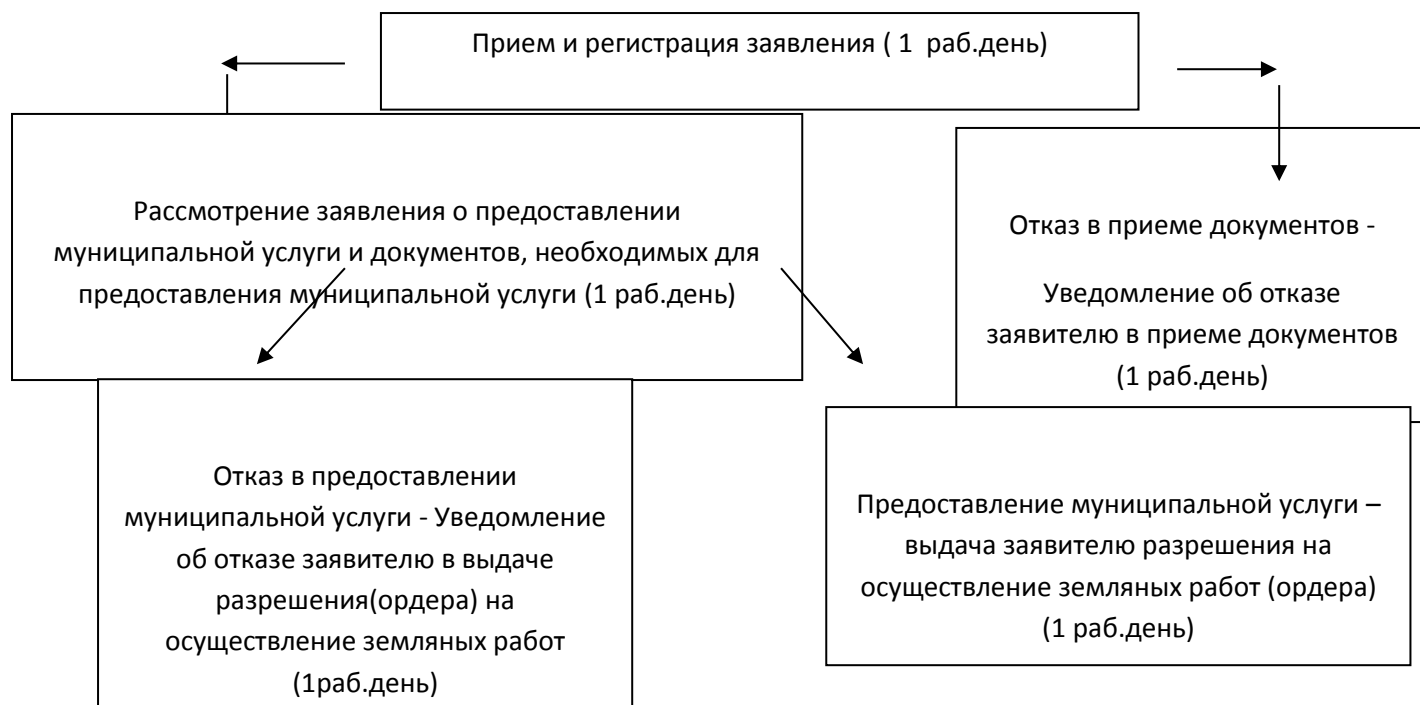 Прием и регистрация заявления ( 1 раб.день)
Рассмотрение заявления о предоставлении
муниципальной услуги и документов, необходимых для
предоставления муниципальной услуги (1 раб.день)
Отказ в приеме документов -
Уведомление об отказе
заявителю в приеме документов
(1 раб.день)
Отказ в предоставлении
муниципальной услуги - Уведомление
об отказе заявителю в выдаче
разрешения(ордера) на
осуществление земляных работ
(1раб.день)
Предоставление муниципальной услуги –
выдача заявителю разрешения на
осуществление земляных работ (ордера)
(1 раб.день)